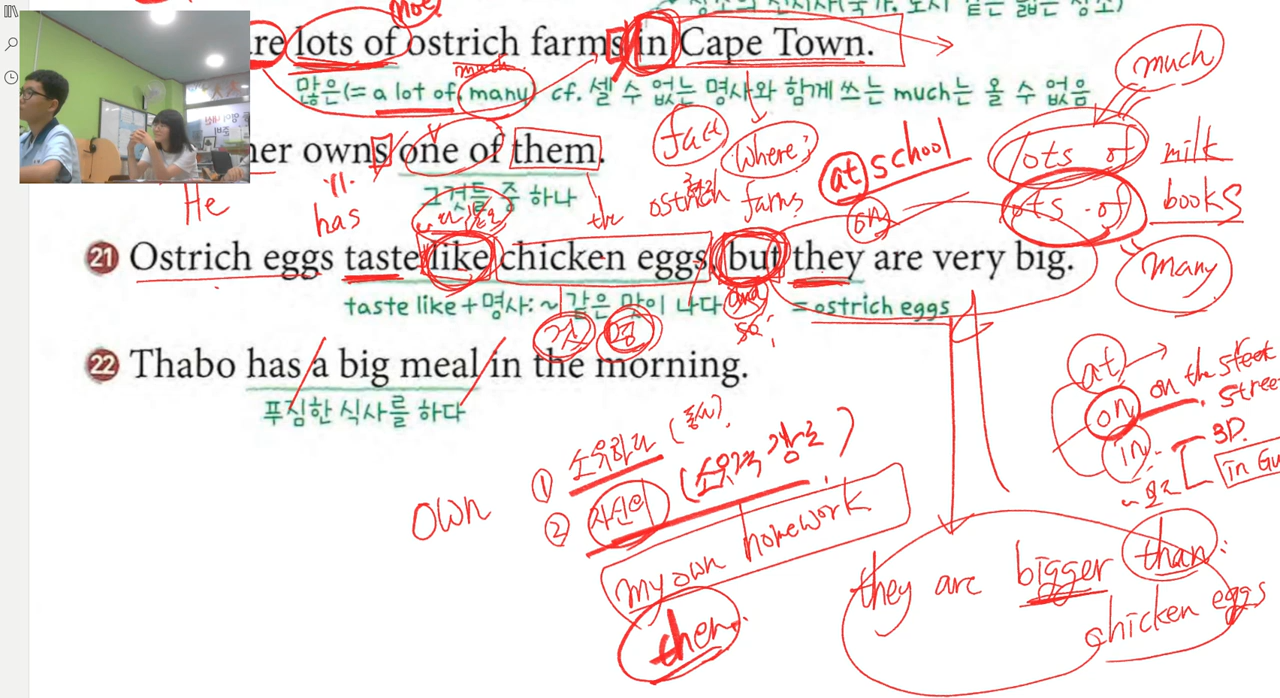 are lots of ostrich farms in Cape Town.
많은(= a lot of, many) cf. 셀 수 없는 명사와 함께 쓰는 much는 올 수 없음
much
her owns one of them.
그것들 중 하나
He
'll
has
the
ostrich farms
where
at school
on
much
lots of milk
lots of books
many
21 Ostrich eggs taste like chicken eggs, but they are very big.
taste like + 명사: ~ 같은 맛이 나다
= ostrich eggs
and
so
22 Thabo has a big meal in the morning.
푸짐한 식사를 하다
own
① 소유하다 (동사)
② 자신의 (소유격 강조)
my own homework
them
at
on on the street
in
3D
they are bigger than
chicken eggs